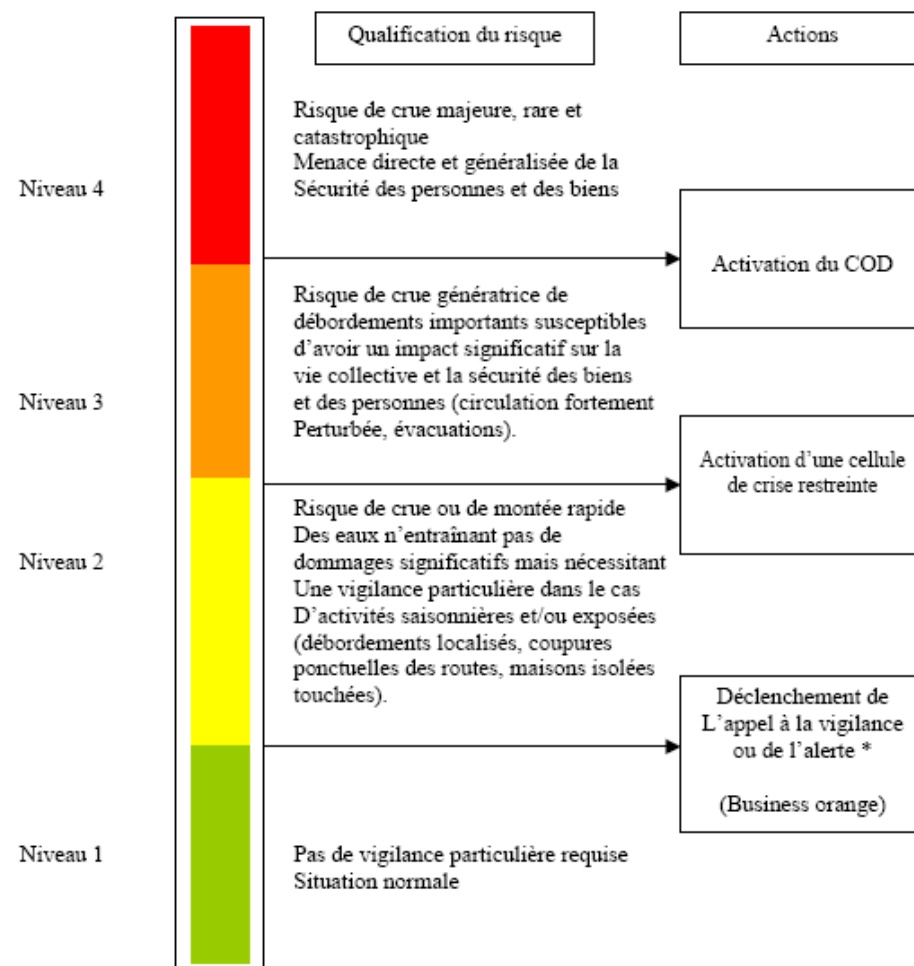 Qualification du risque
Actions
Niveau 4
Risque de crue majeure, rare et
catastrophique
Menace directe et généralisée de la
Sécurité des personnes et des biens
Activation du COD
Niveau 3
Risque de crue génératrice de
débordements importants susceptibles
d’avoir un impact significatif sur la
vie collective et la sécurité des biens
et des personnes (circulation fortement
Perturbée, évacuations).
Activation d’une cellule
de crise restreinte
Niveau 2
Risque de crue ou de montée rapide
Des eaux n’entraînant pas de
dommages significatifs mais nécessitant
Une vigilance particulière dans le cas
D’activités saisonnières et/ou exposées
(débordements localisés, coupures
ponctuelles des routes, maisons isolées
touchées).
Déclenchement de
L’appel à la vigilance
ou de l’alerte *
(Business orange)
Niveau 1
Pas de vigilance particulière requise
Situation normale